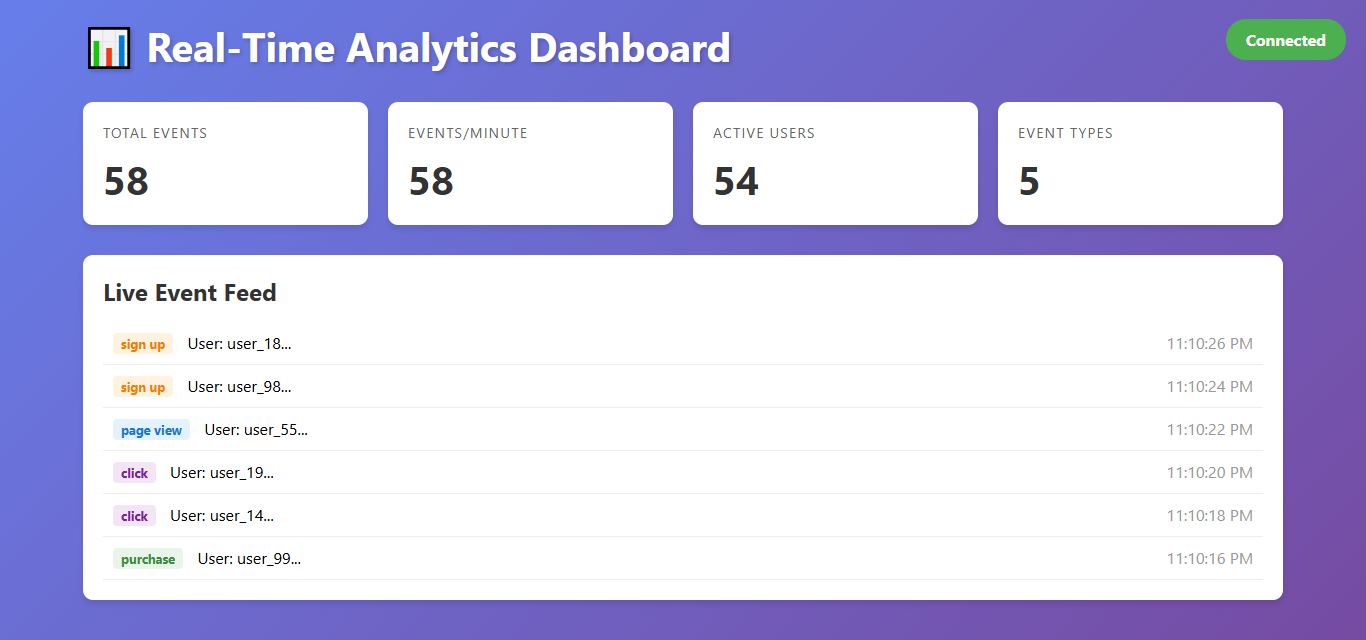 Real-Time Analytics Dashboard
Connected
TOTAL EVENTS
58
EVENTS/MINUTE
58
ACTIVE USERS
54
EVENT TYPES
5
Live Event Feed
sign up User: user_18... 11:10:26 PM
sign up User: user_98... 11:10:24 PM
page view User: user_55... 11:10:22 PM
click User: user_19... 11:10:20 PM
click User: user_14... 11:10:18 PM
purchase User: user_99... 11:10:16 PM